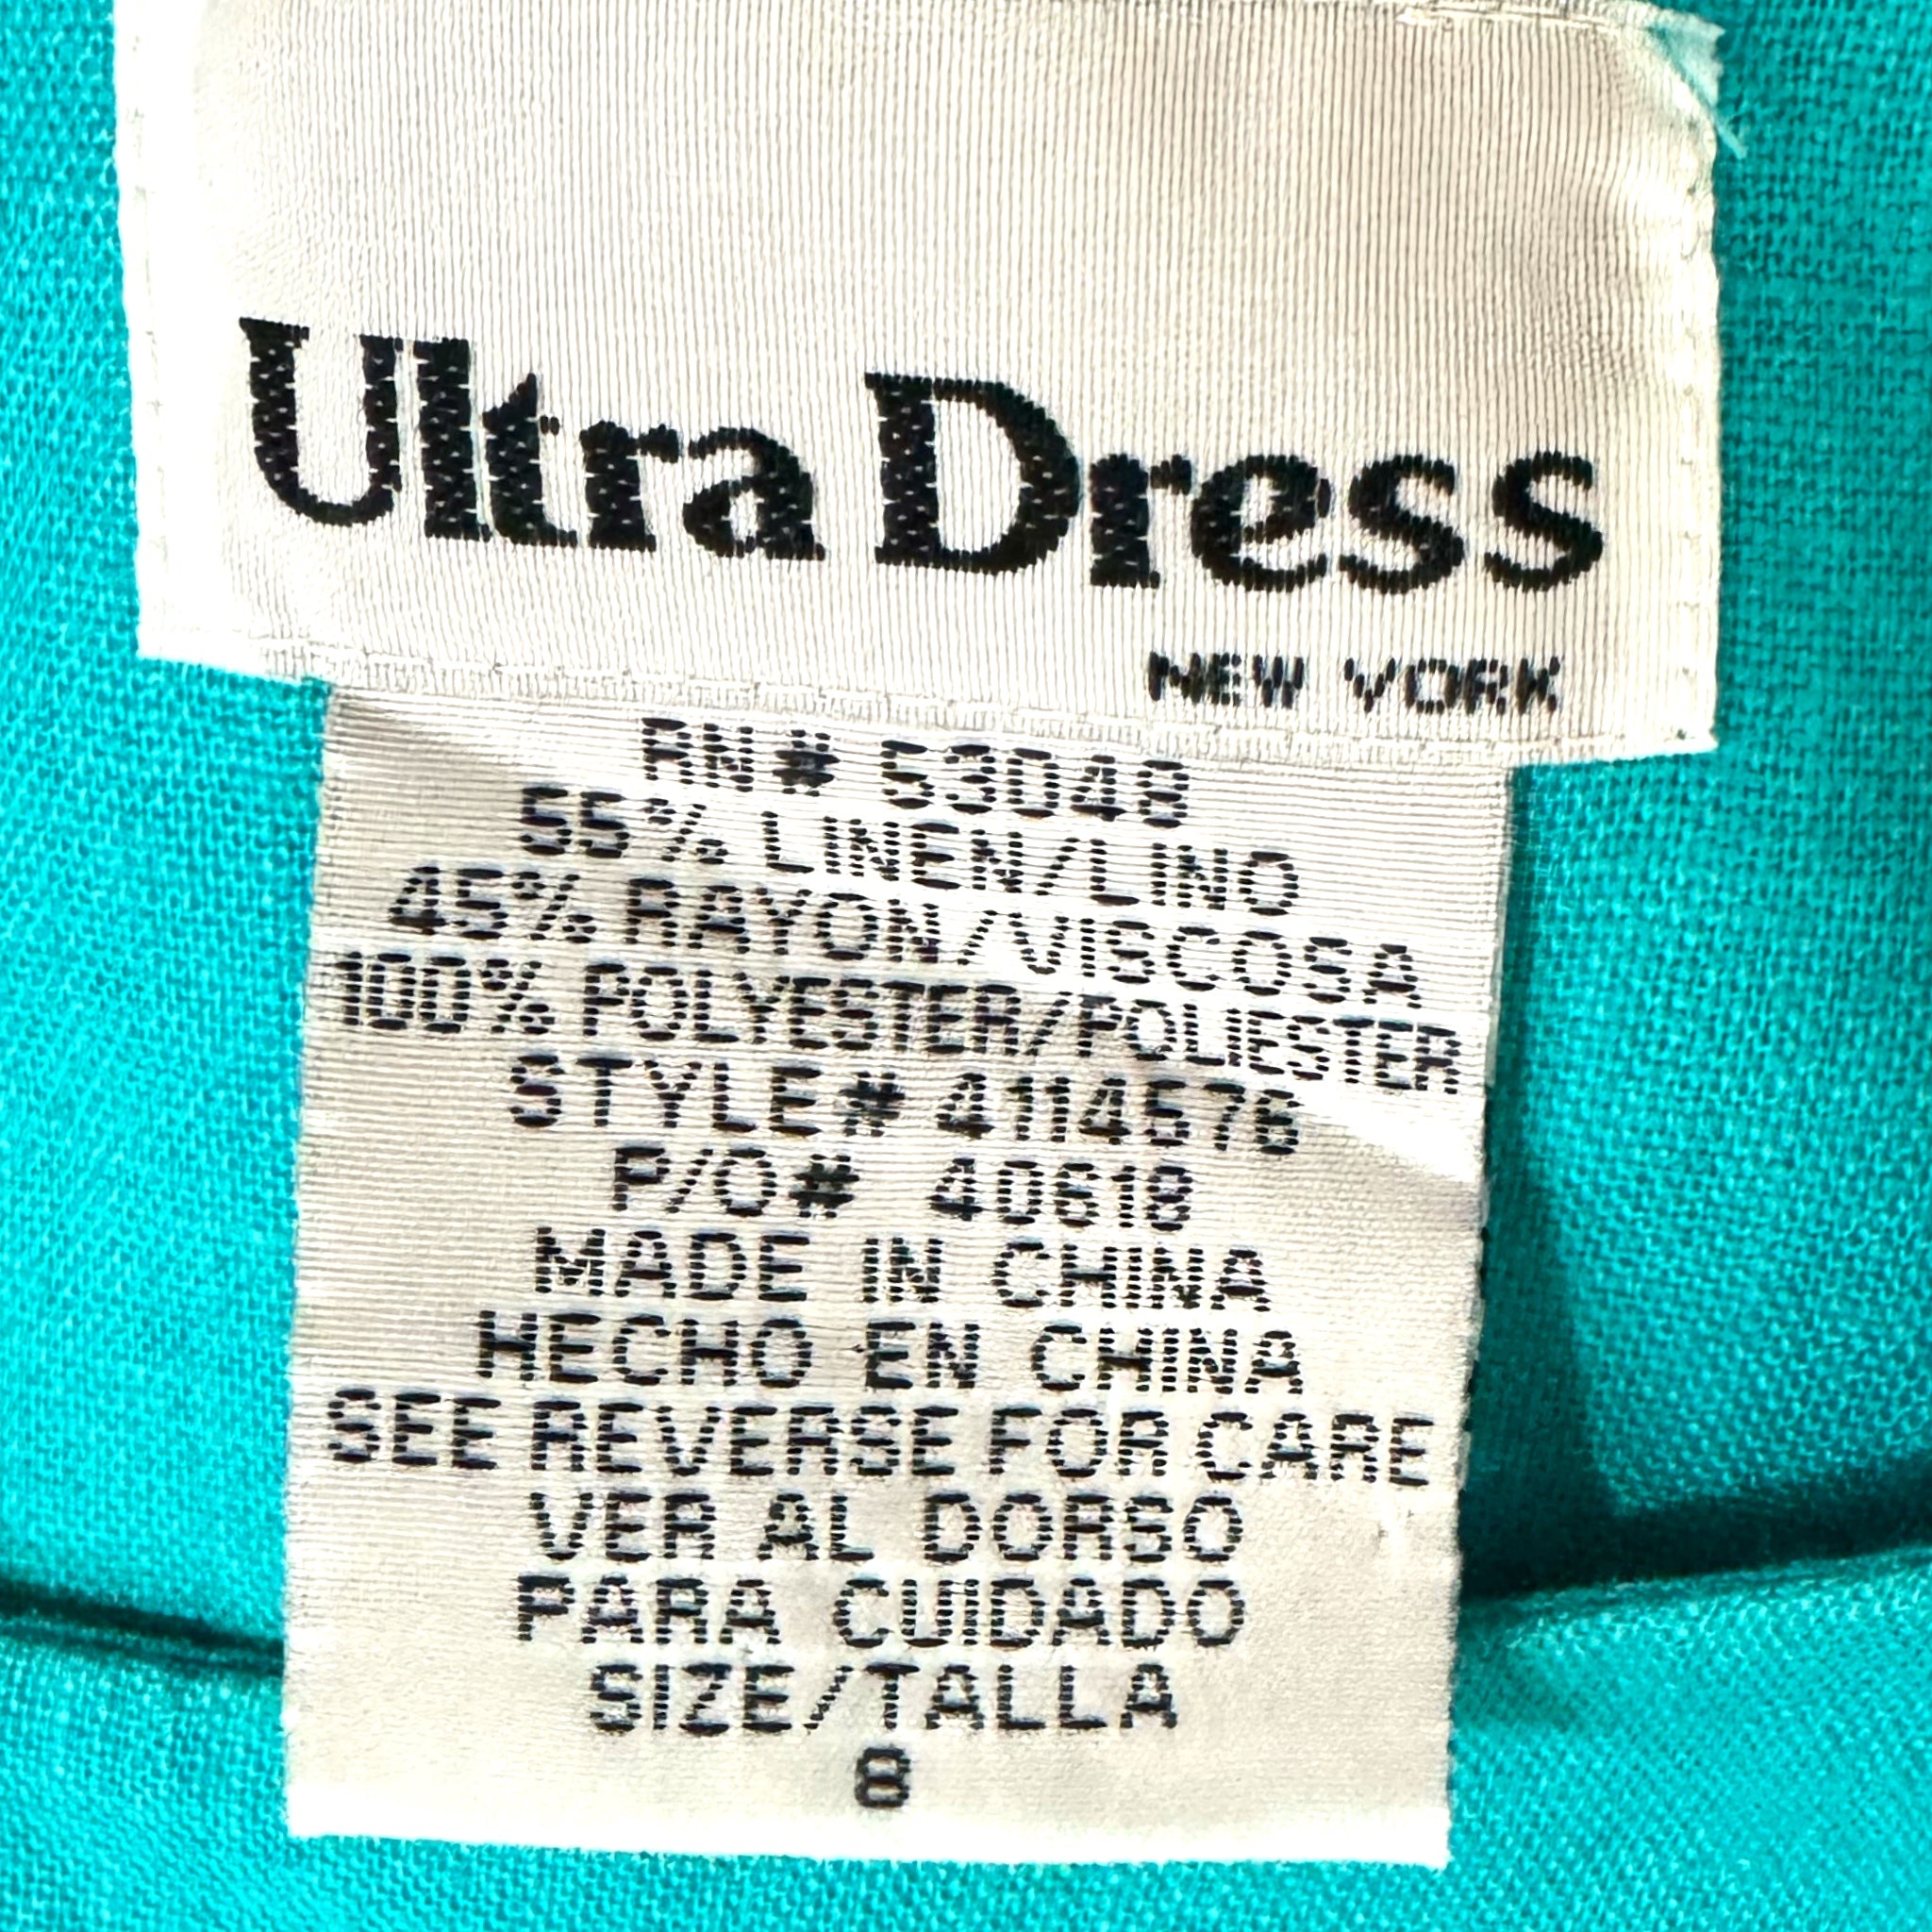 Ultra Dress
NEW YORK
RN# 53048
55% LINEN/LINO
45% RAYON/VISCOSA
100% POLYESTER/POLIESTER
STYLE# 4114576
P/O# 40618
MADE IN CHINA
HECHO EN CHINA
SEE REVERSE FOR CARE
VER AL DORSO
PARA CUIDADO
SIZE/TALLA
8